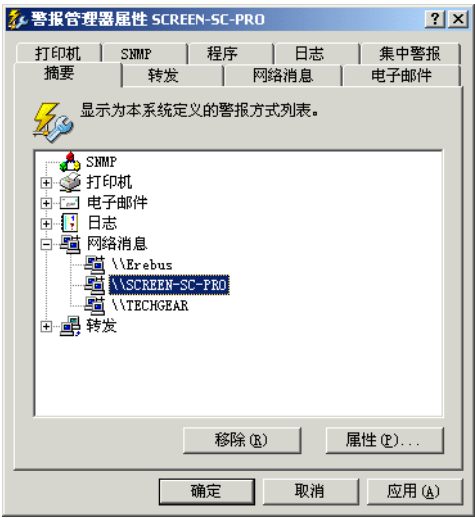 警报管理器属性 SCREEN-SC-PRO
打印机 SNMP 程序 日志 集中警报
摘要 转发 网络消息 电子邮件
显示为本系统定义的警报方式列表。
SNMP
打印机
电子邮件
日志
网络消息
\\Erebus
\\SCREEN-SC-PRO
\\TECHGEAR
转发
移除(R) 属性(P)...
确定 取消 应用(A)